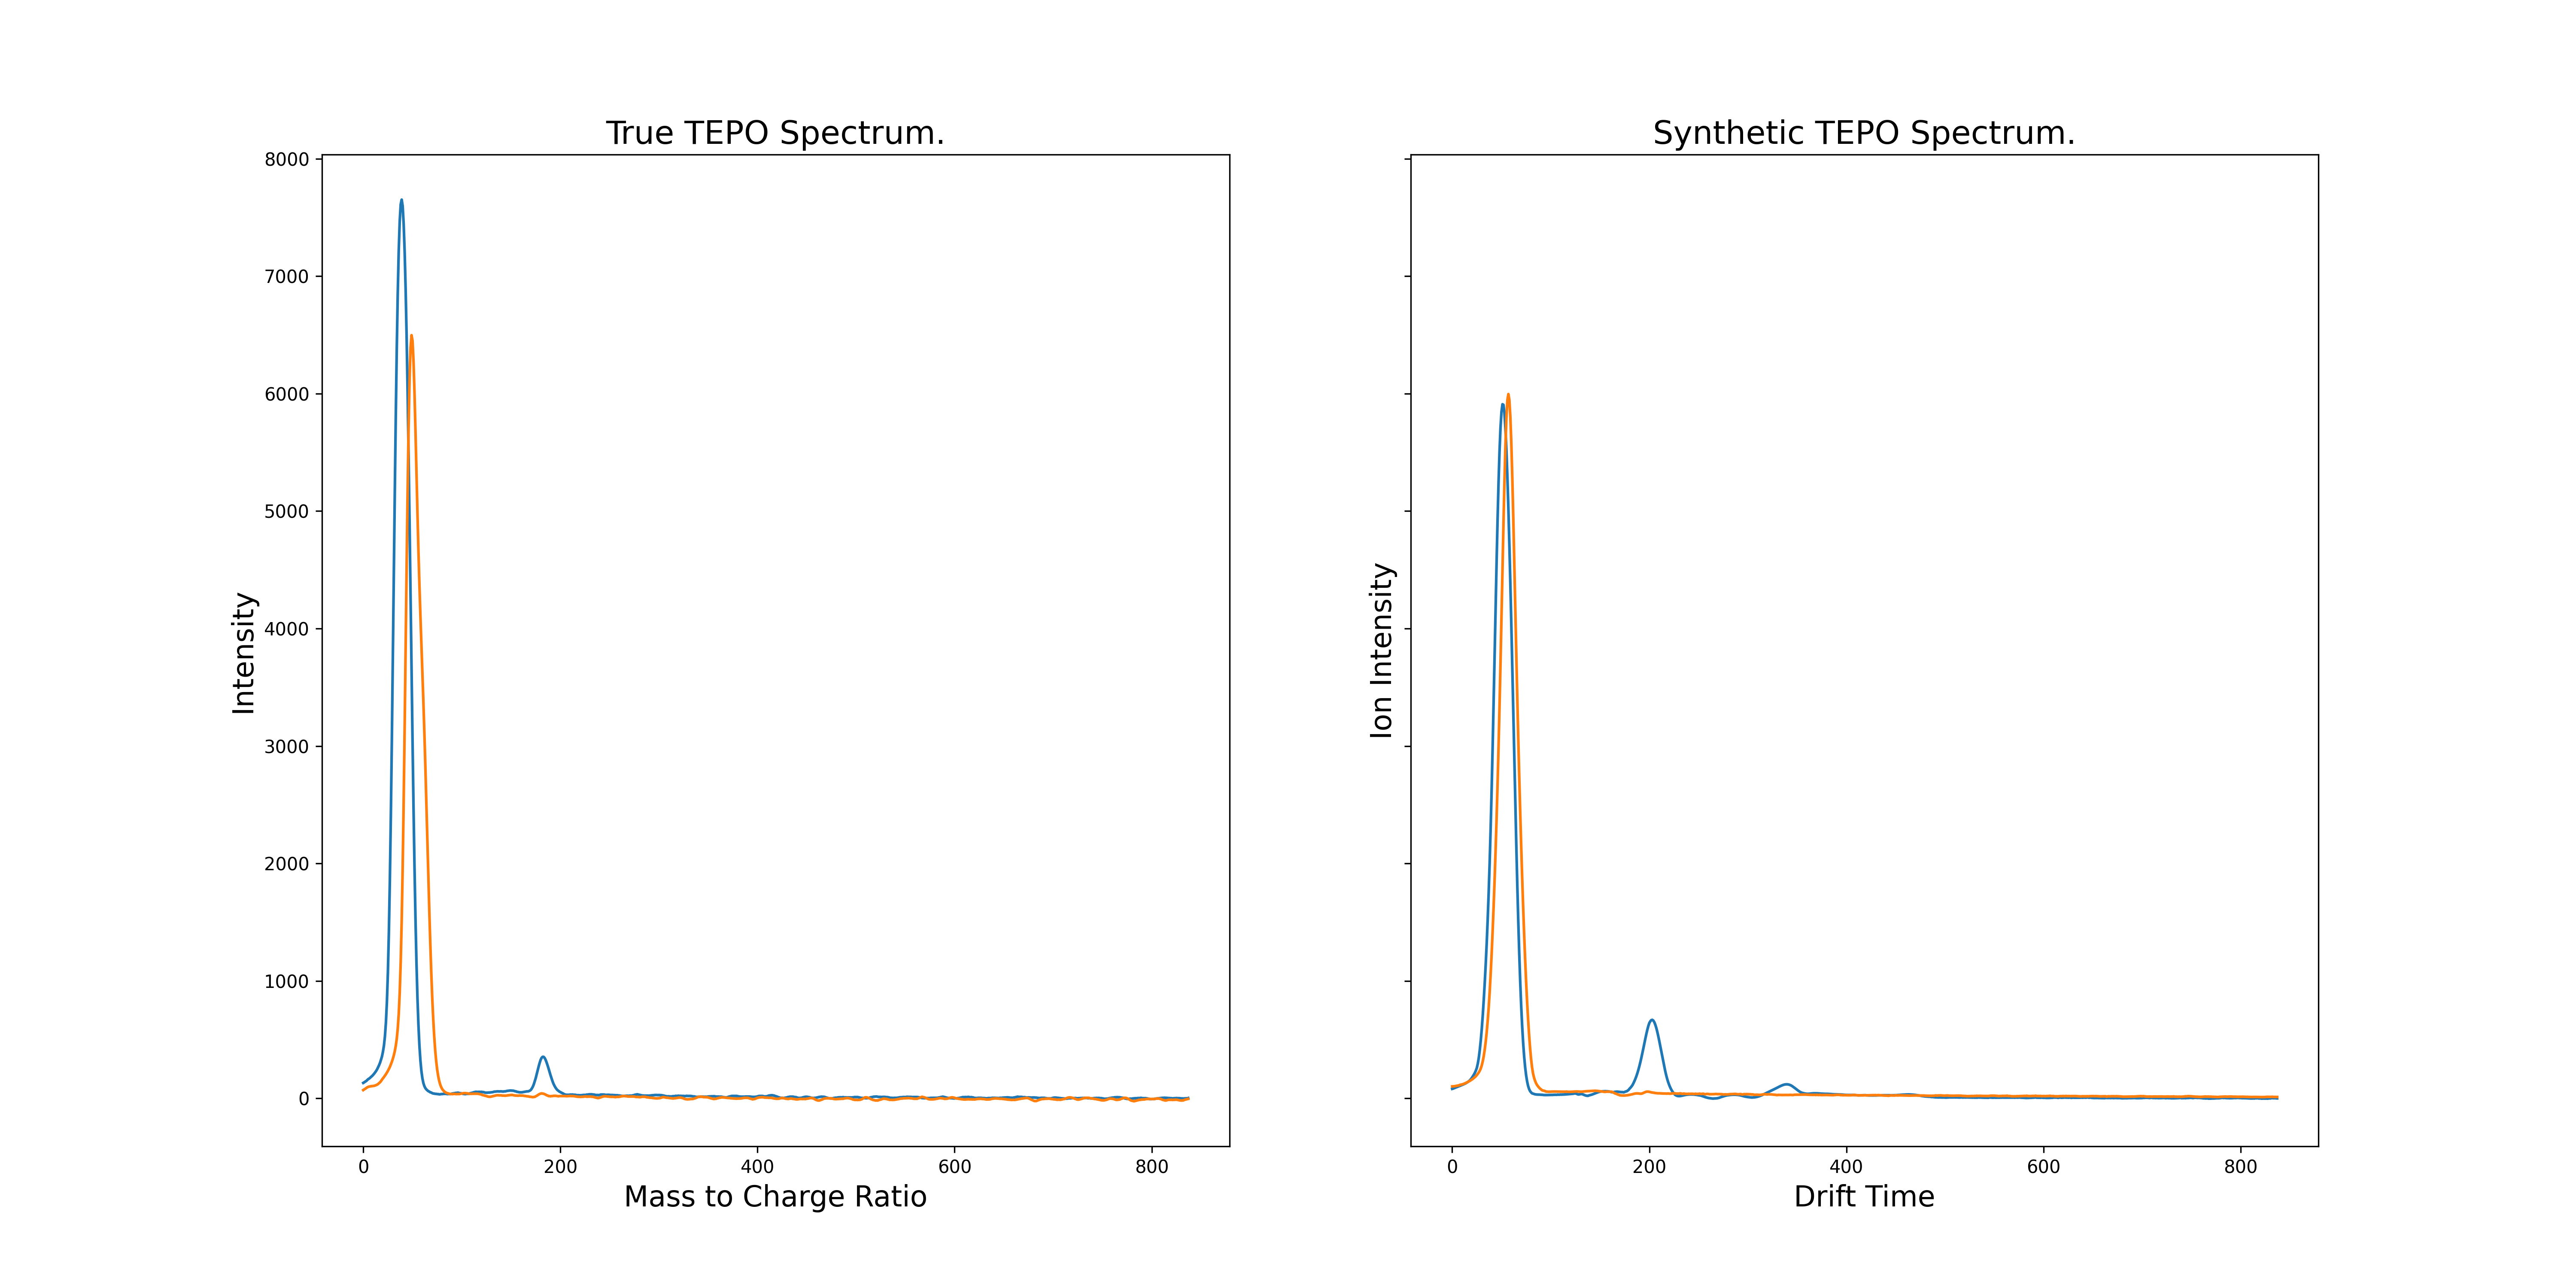 True TEPO Spectrum.
Synthetic TEPO Spectrum.
8000
7000
6000
5000
4000
3000
2000
1000
0
Intensity
Ion Intensity
0 200 400 600 800
0 200 400 600 800
Mass to Charge Ratio
Drift Time